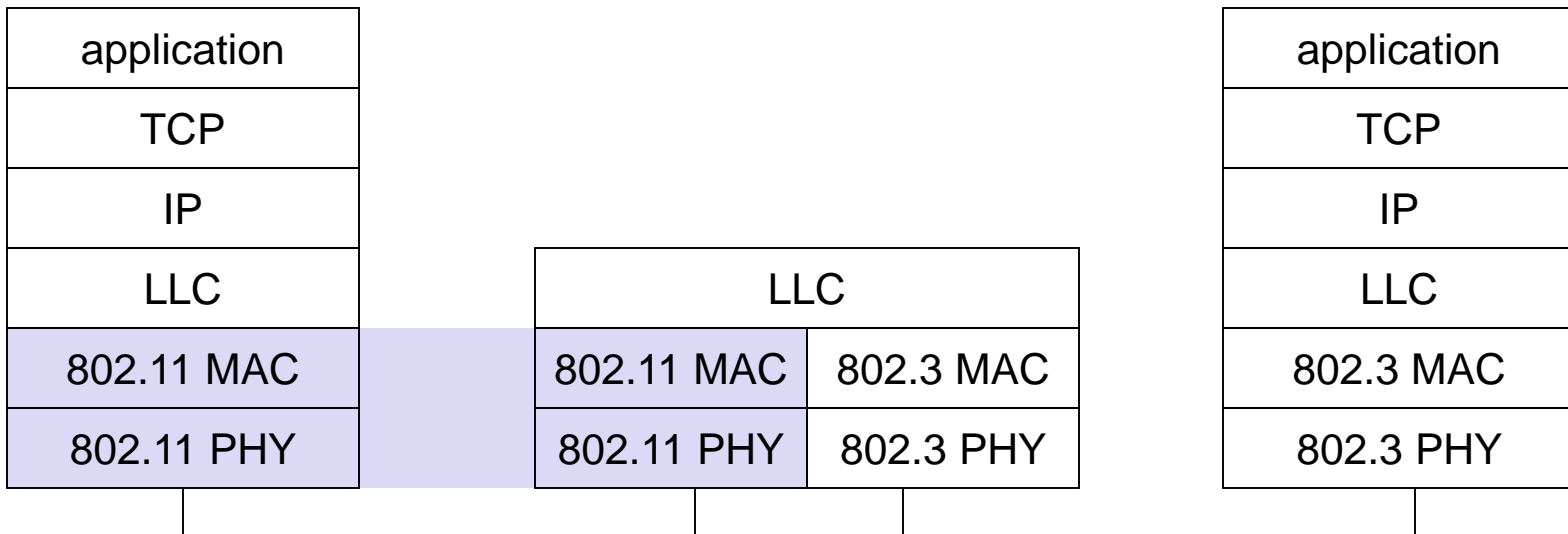 application
application
TCP
TCP
IP
IP
LLC
LLC
LLC
802.11 MAC
802.11 MAC
802.3 MAC
802.3 MAC
802.11 PHY
802.11 PHY
802.3 PHY
802.3 PHY